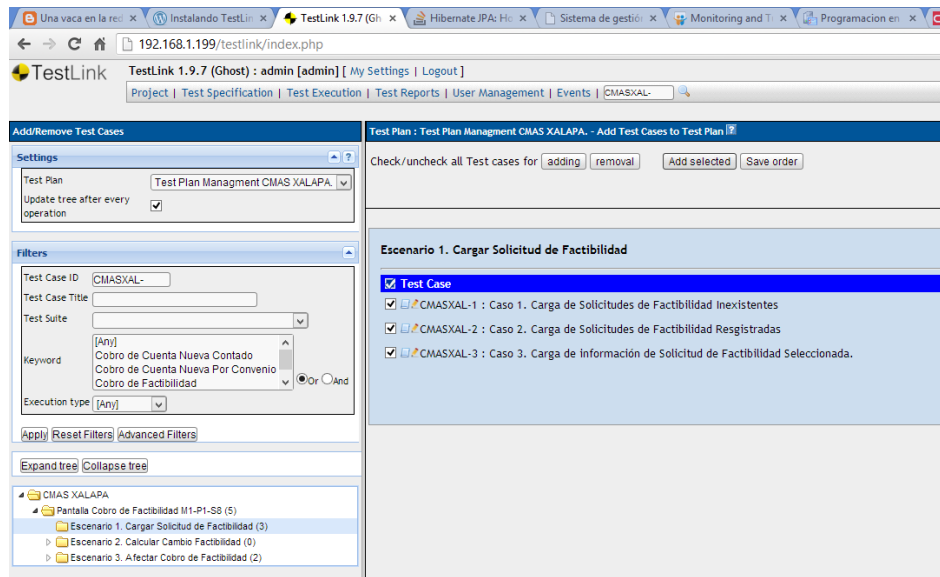 Una vaca en la red
Instalando TestLin
TestLink 1.9.7 (Gh
Hibernate JPA: Ho
Sistema de gestión
Monitoring and T
Programacion en
192.168.1.199/testlink/index.php
TestLink TestLink 1.9.7 (Ghost) : admin [admin] [ My Settings | Logout ]
Project | Test Specification | Test Execution | Test Reports | User Management | Events | CMASXAL-
Add/Remove Test Cases
Settings
Test Plan Test Plan Managment CMAS XALAPA.
Update tree after every
operation
Filters
Test Case ID CMASXAL-
Test Case Title
Test Suite
Keyword
[Any]
Cobro de Cuenta Nueva Contado
Cobro de Cuenta Nueva Por Convenio
Cobro de Factibilidad
Or And
Execution type [Any]
Apply Reset Filters Advanced Filters
Expand tree Collapse tree
CMAS XALAPA
Pantalla Cobro de Factibilidad M1-P1-S8 (5)
Escenario 1. Cargar Solicitud de Factibilidad (3)
Escenario 2. Calcular Cambio Factibilidad (0)
Escenario 3. Afectar Cobro de Factibilidad (2)
Test Plan : Test Plan Managment CMAS XALAPA. - Add Test Cases to Test Plan ?
Check/uncheck all Test cases for adding removal Add selected Save order
Escenario 1. Cargar Solicitud de Factibilidad
Test Case
CMASXAL-1 : Caso 1. Carga de Solicitudes de Factibilidad Inexistentes
CMASXAL-2 : Caso 2. Carga de Solicitudes de Factibilidad Resgistradas
CMASXAL-3 : Caso 3. Carga de información de Solicitud de Factibilidad Seleccionada.